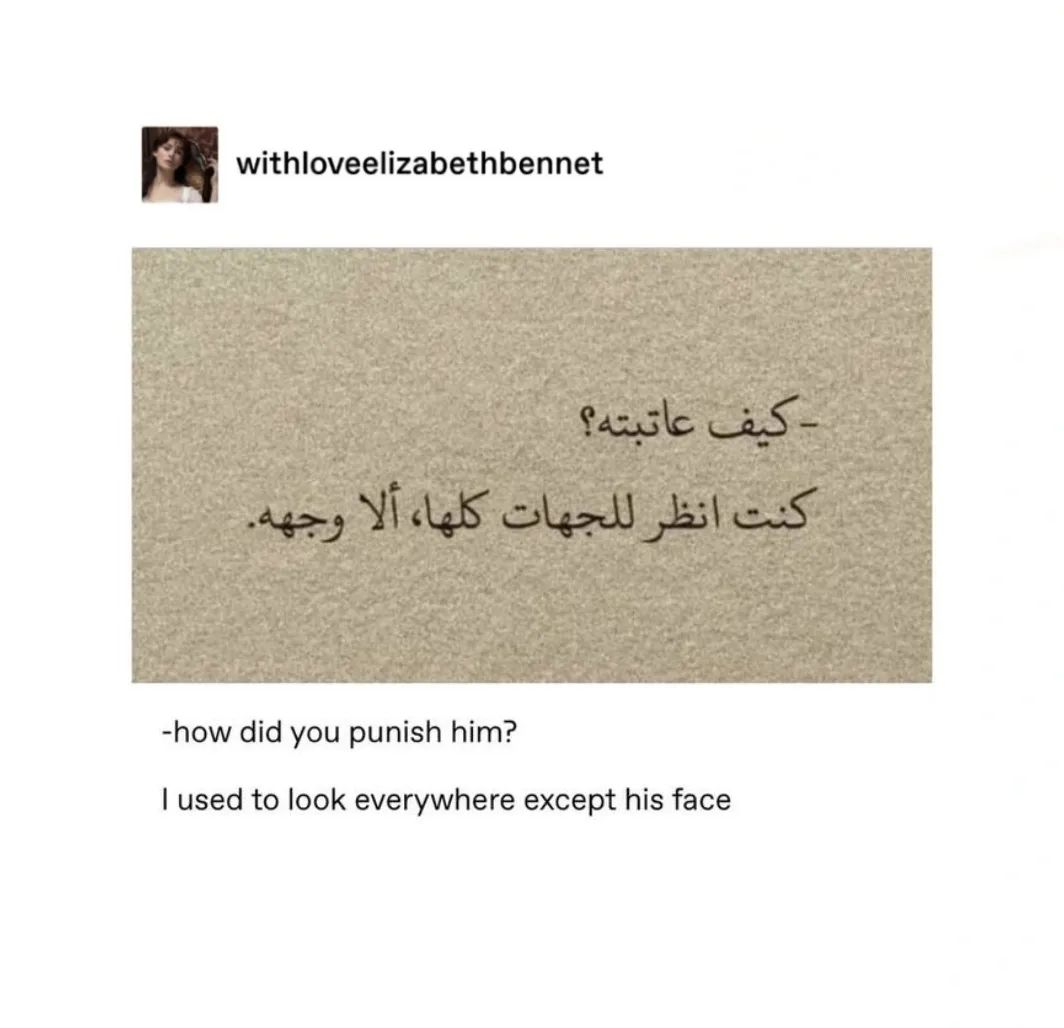 withloveelizabethbennet
-كيف عاتبته؟
كنت انظر للجهات كلها، ألا وجهه.
-how did you punish him?
I used to look everywhere except his face